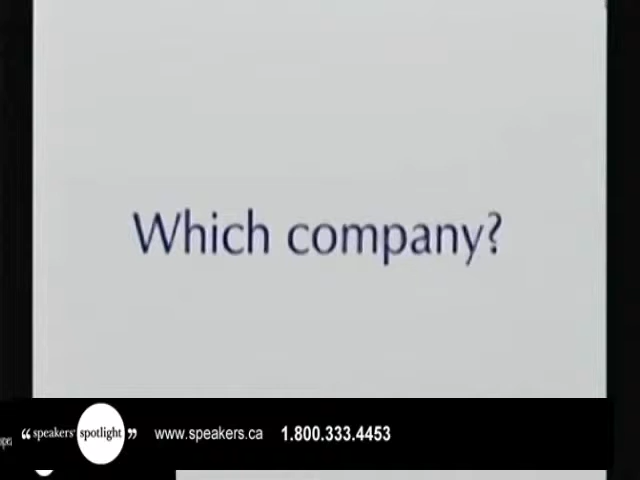 Which company?
“speakers' spotlight” www.speakers.ca 1.800.333.4453